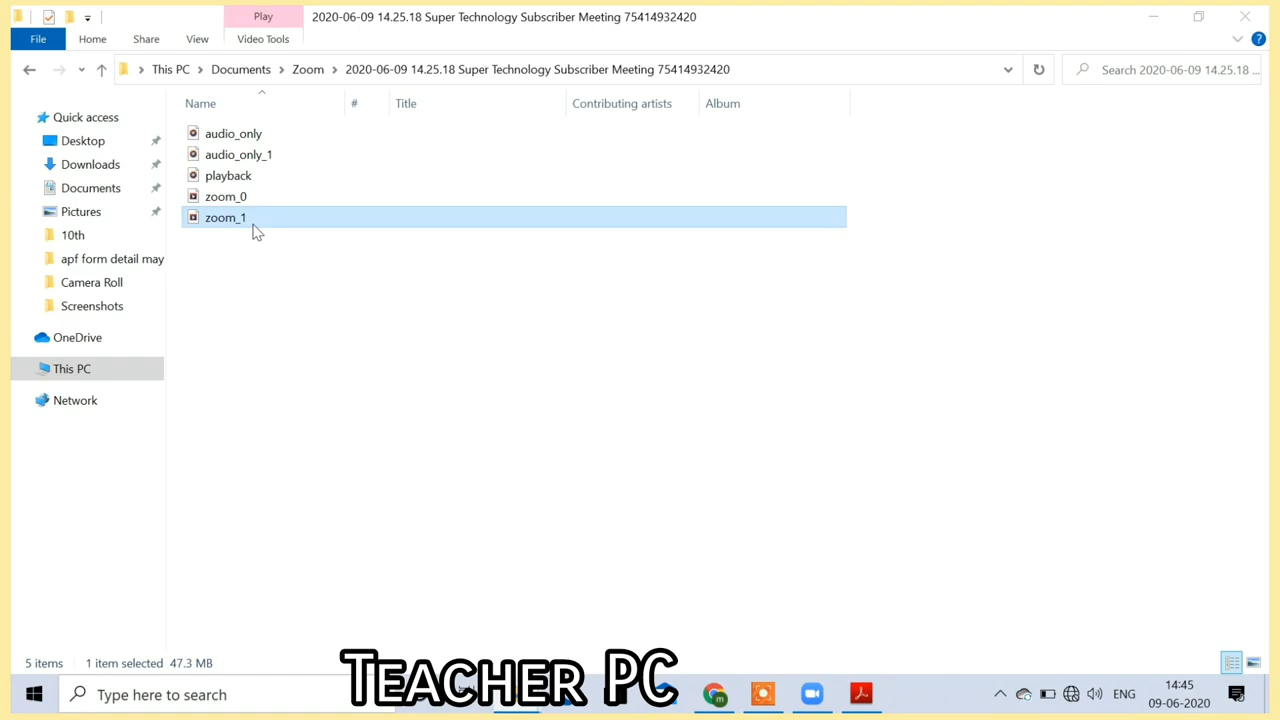 Play
2020-06-09 14.25.18 Super Technology Subscriber Meeting 75414932420
File
Home
Share
View
Video Tools
This PC
Documents
Zoom
2020-06-09 14.25.18 Super Technology Subscriber Meeting 75414932420
Search 2020-06-09 14.25.18 ...
Name
#
Title
Contributing artists
Album
Quick access
Desktop
Downloads
Documents
Pictures
10th
apf form detail may
Camera Roll
Screenshots
OneDrive
This PC
Network
audio_only
audio_only_1
playback
zoom_0
zoom_1
5 items
1 item selected 47.3 MB
TEACHER PC
Type here to search
ENG
14:45
09-06-2020